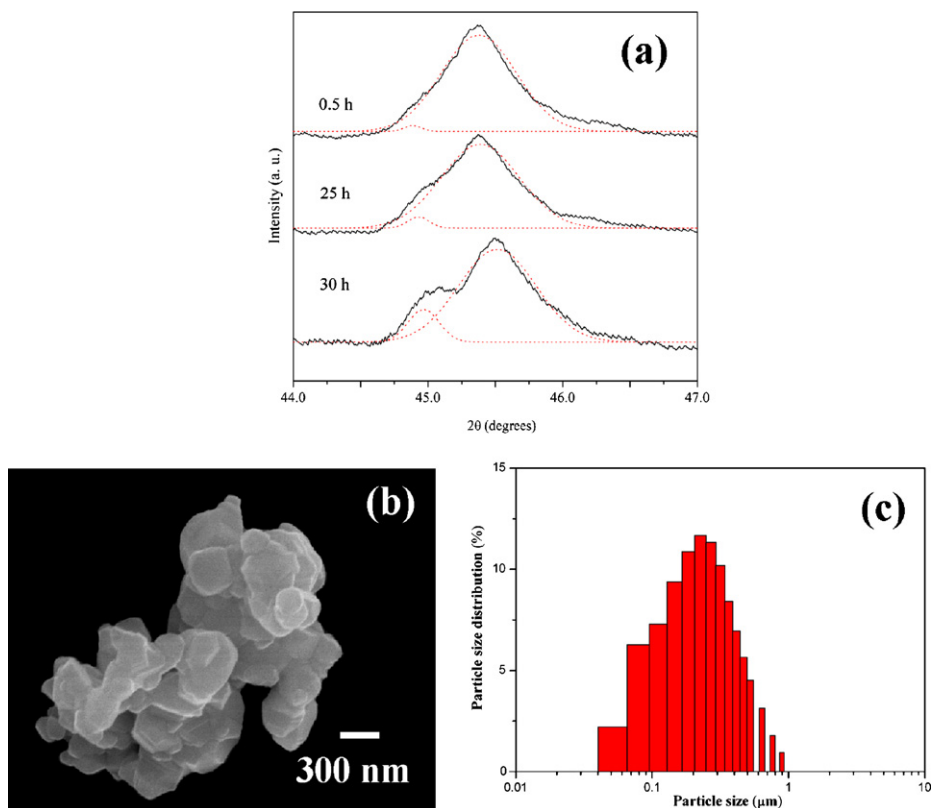 (a)
0.5 h
25 h
30 h
Intensity (a. u.)
44.0 45.0 46.0 47.0
2θ (degrees)
(b)
300 nm
(c)
Particle size distribution (%)
15
10
5
0
0.01 0.1 1 10
Particle size (μm)